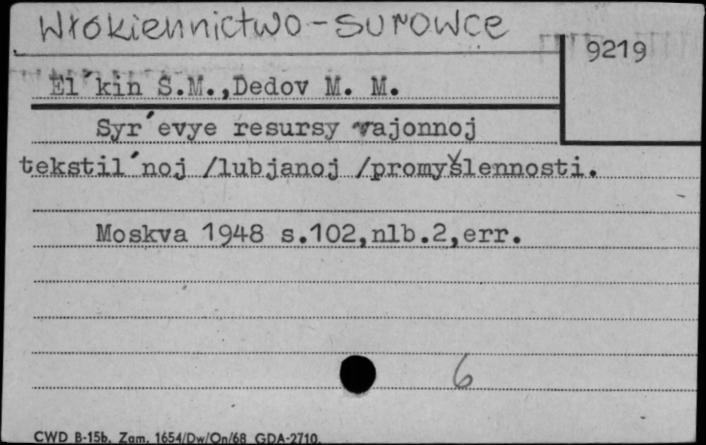 Włókiennictwo - surowce
9219
El´kin S.M.,Dedov M. M.
Syr´evye resursy rajonnoj
tekstil´noj /lubjanoj /promyšlennosti.
Moskva 1948 s.102,nlb.2,err.
6
CWD B-15b. Zam. 1654/Dw/On/68 GDA-2710.